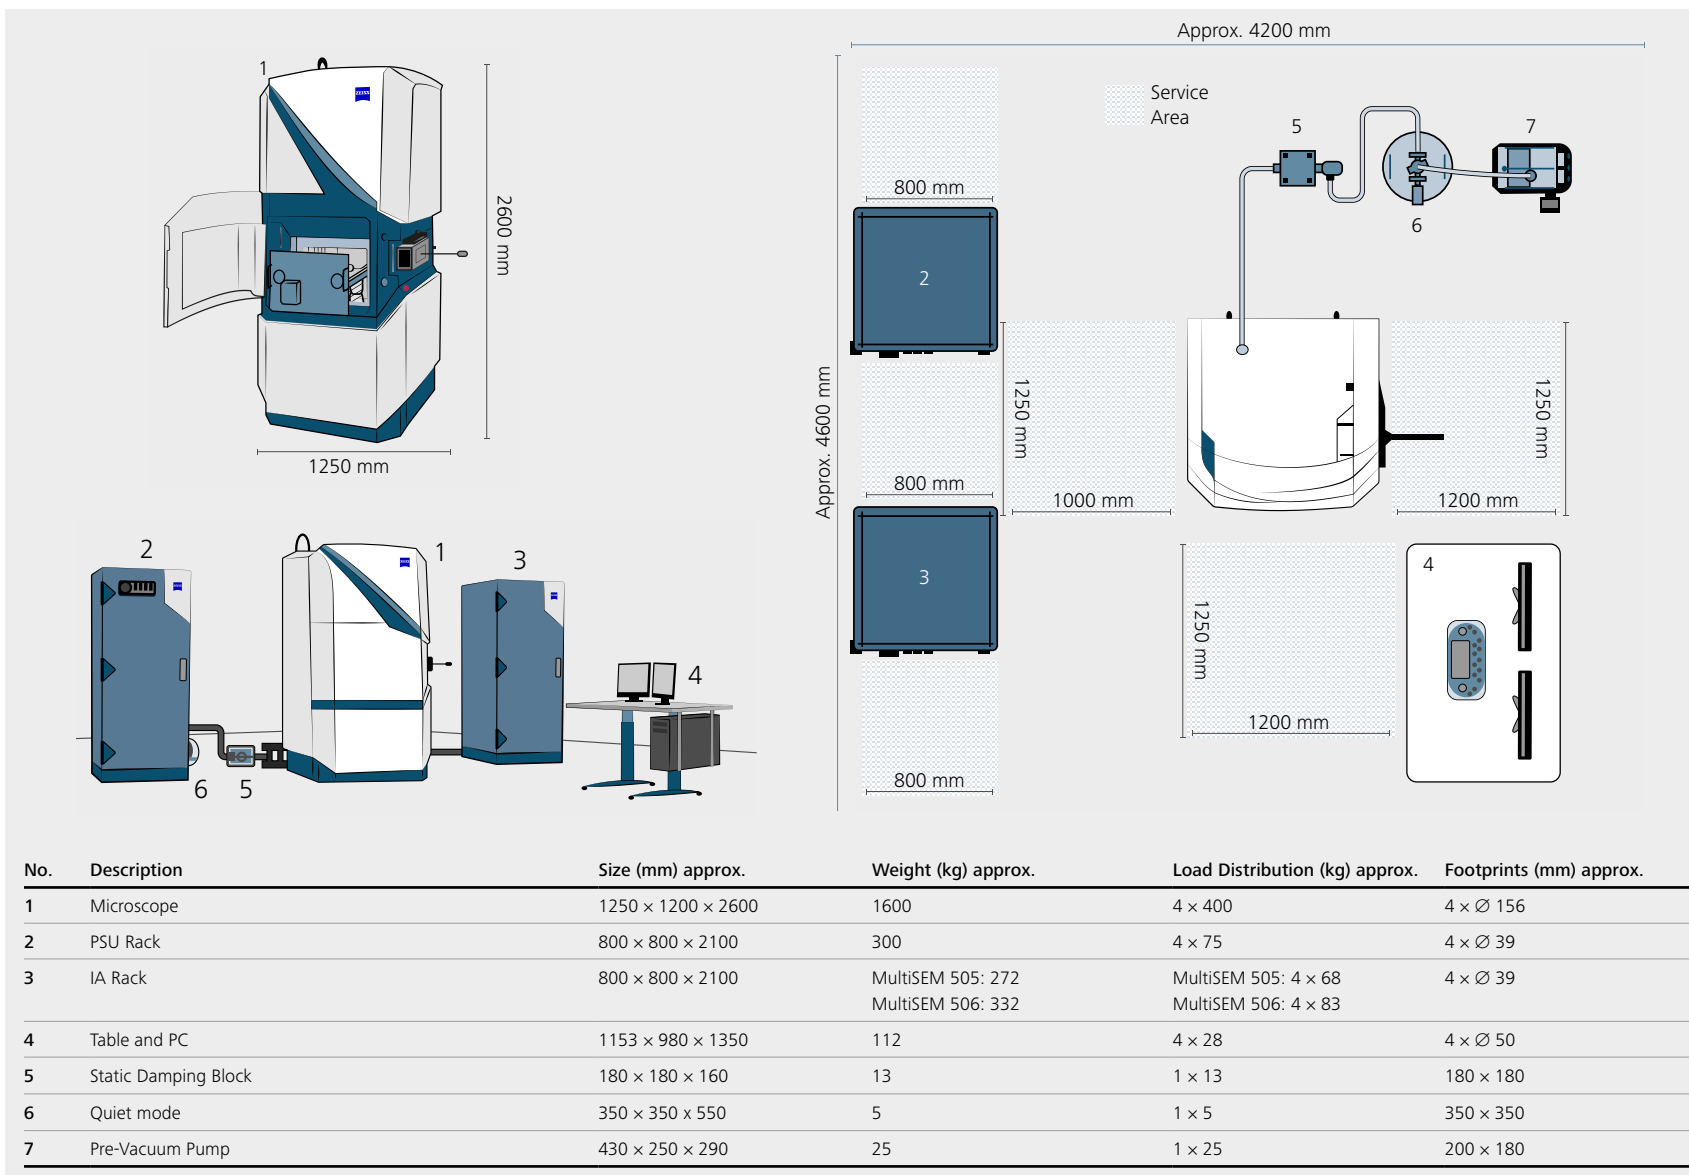 1
ZEISS
2600 mm
1250 mm
2
1
3
4
6
5
Approx. 4200 mm
Approx. 4600 mm
Service
Area
5
7
6
800 mm
2
1250 mm
1250 mm
800 mm
1000 mm
1200 mm
3
4
1250 mm
1200 mm
800 mm
No. Description Size (mm) approx. Weight (kg) approx. Load Distribution (kg) approx. Footprints (mm) approx.
1 Microscope 1250 × 1200 × 2600 1600 4 × 400 4 × ∅ 156
2 PSU Rack 800 × 800 × 2100 300 4 × 75 4 × ∅ 39
3 IA Rack 800 × 800 × 2100 MultiSEM 505: 272 MultiSEM 505: 4 × 68 4 × ∅ 39
MultiSEM 506: 332 MultiSEM 506: 4 × 83
4 Table and PC 1153 × 980 × 1350 112 4 × 28 4 × ∅ 50
5 Static Damping Block 180 × 180 × 160 13 1 × 13 180 × 180
6 Quiet mode 350 × 350 x 550 5 1 × 5 350 × 350
7 Pre-Vacuum Pump 430 × 250 × 290 25 1 × 25 200 × 180